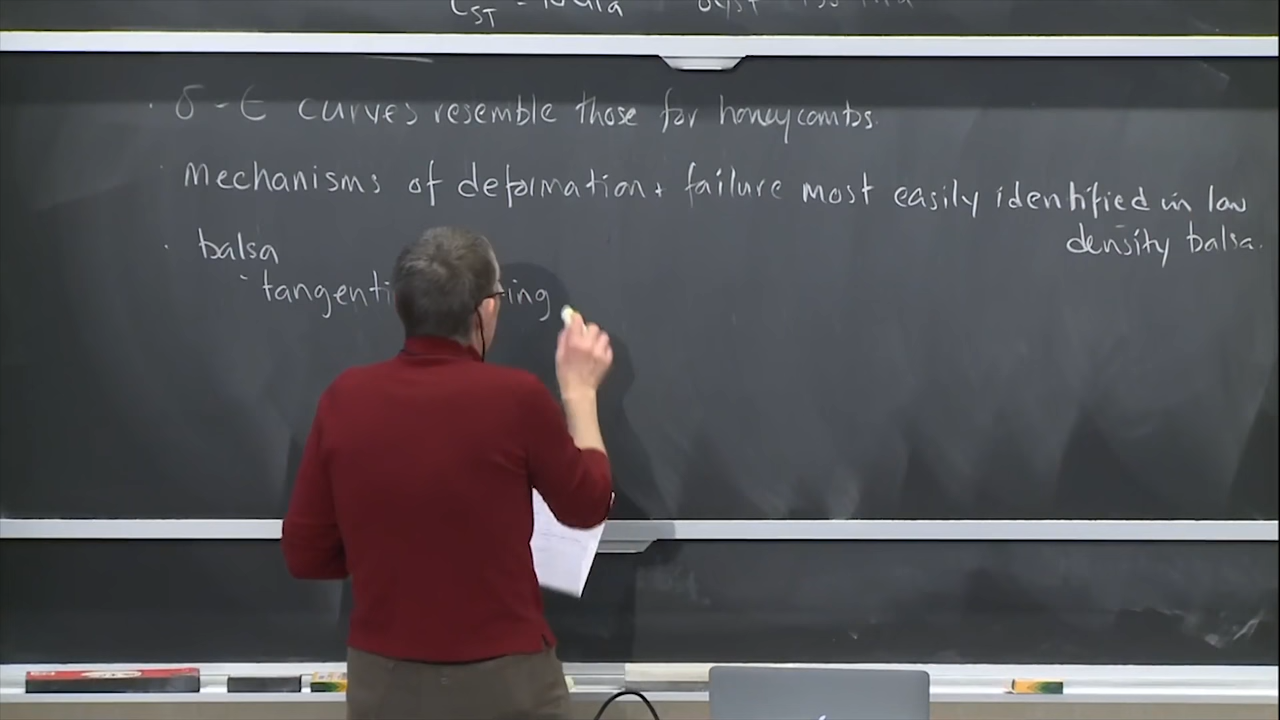 E_ST =
· σ-ε curves resemble those for honeycombs.
· Mechanisms of deformation + failure most easily identified in low
density balsa.
· balsa
· tangenti ing